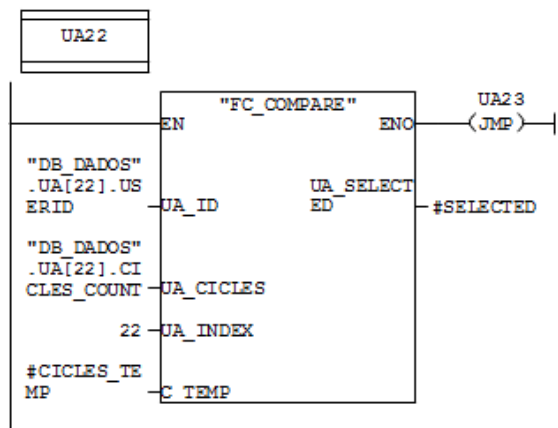 UA22
"FC_COMPARE"
UA23
EN
ENO
(JMP)
"DB_DADOS"
.UA[22].US
ERID
UA_ID
UA_SELECT
ED
#SELECTED
"DB_DADOS"
.UA[22].CI
CLES_COUNT
UA_CICLES
22
UA_INDEX
#CICLES_TE
MP
C_TEMP